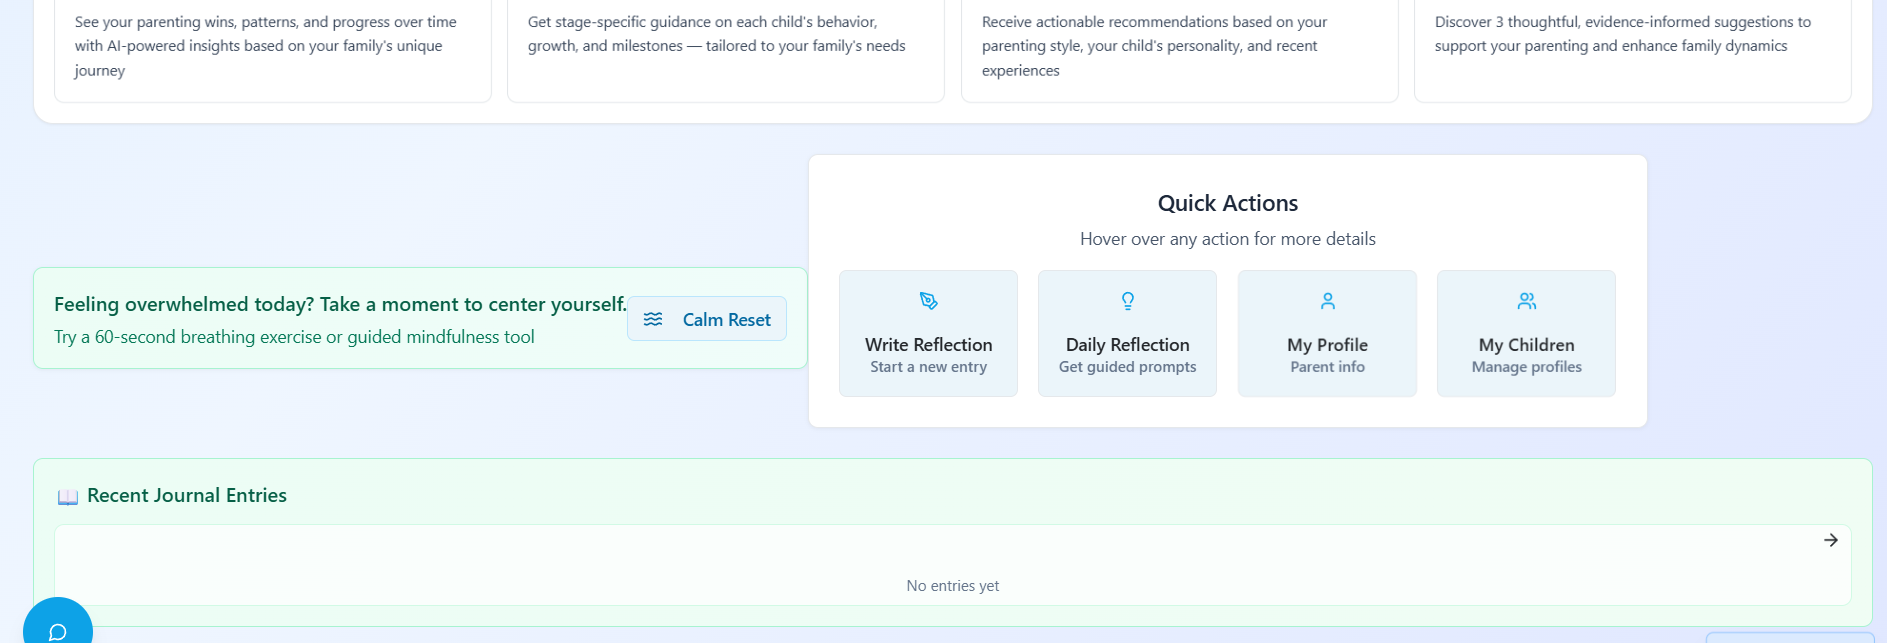 See your parenting wins, patterns, and progress over time
with AI-powered insights based on your family's unique
journey
Get stage-specific guidance on each child's behavior,
growth, and milestones — tailored to your family's needs
Receive actionable recommendations based on your
parenting style, your child's personality, and recent
experiences
Discover 3 thoughtful, evidence-informed suggestions to
support your parenting and enhance family dynamics
Feeling overwhelmed today? Take a moment to center yourself.
Try a 60-second breathing exercise or guided mindfulness tool
Calm Reset
Quick Actions
Hover over any action for more details
Write Reflection
Start a new entry
Daily Reflection
Get guided prompts
My Profile
Parent info
My Children
Manage profiles
Recent Journal Entries
No entries yet